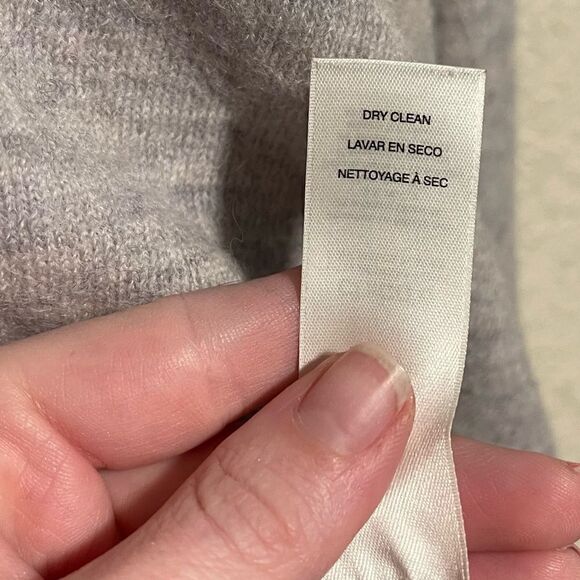 DRY CLEAN
LAVAR EN SECO
NETTOYAGE À SEC